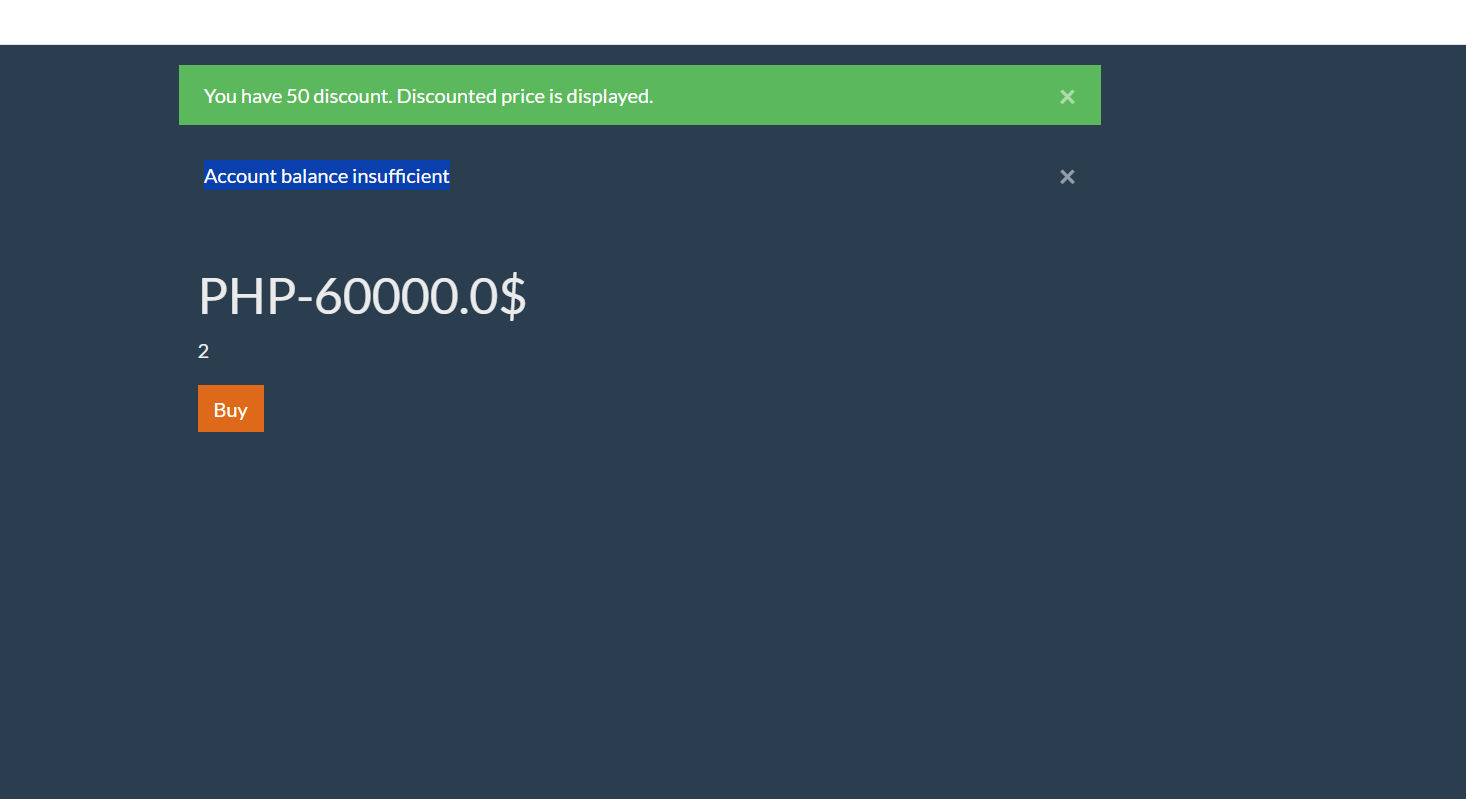 You have 50 discount. Discounted price is displayed.
×
Account balance insufficient
×
PHP-60000.0$
2
Buy